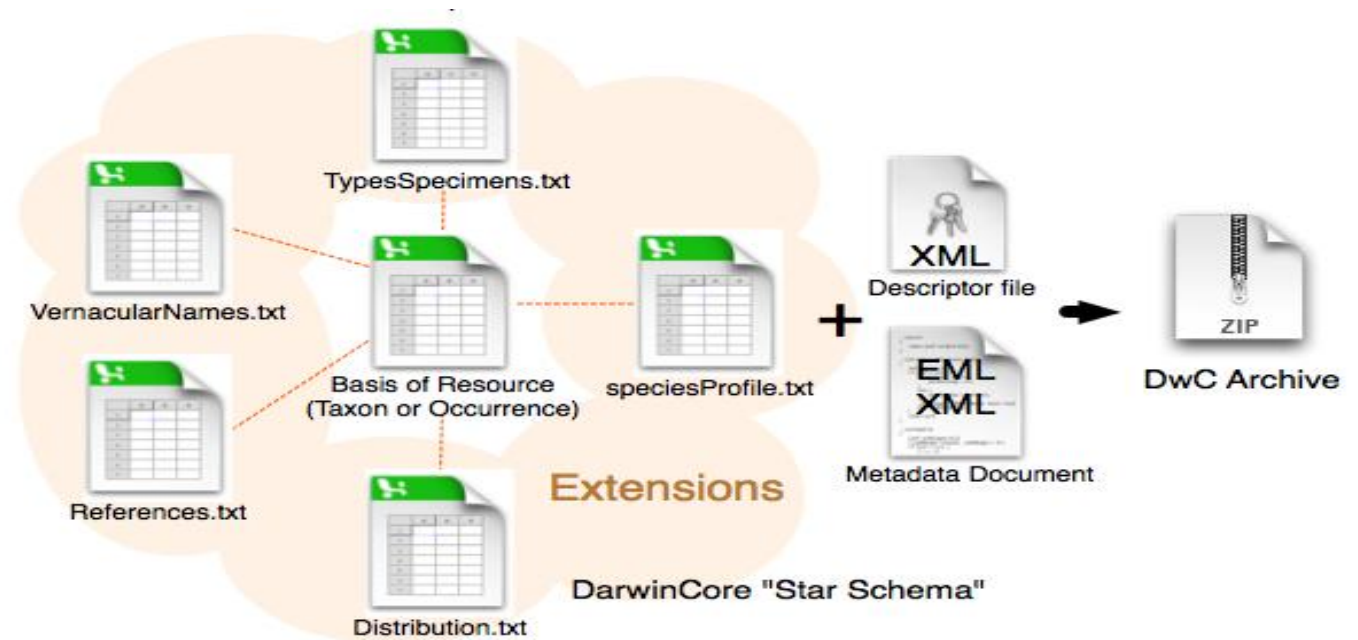 TypesSpecimens.txt
VernacularNames.txt
Basis of Resource
(Taxon or Occurrence)
speciesProfile.txt
References.txt
Distribution.txt
Extensions
DarwinCore "Star Schema"
+
XML
Descriptor file
EML
XML
Metadata Document
ZIP
DwC Archive